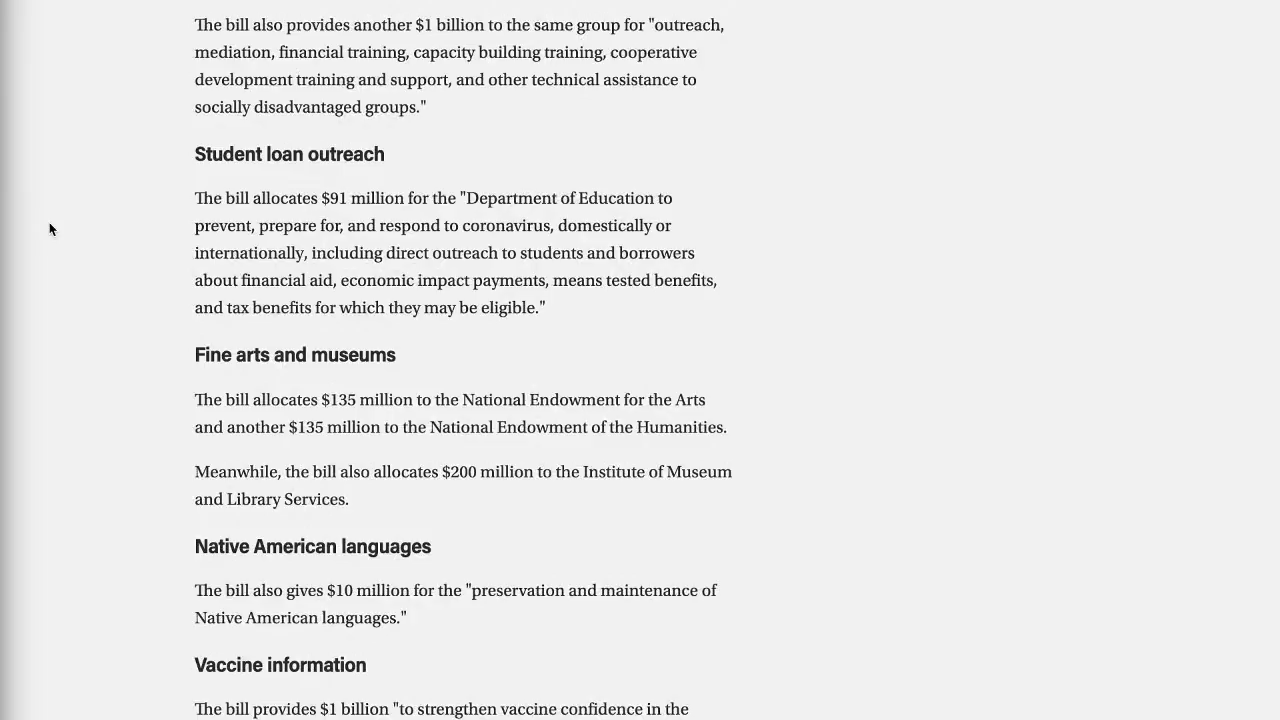 The bill also provides another $1 billion to the same group for "outreach,
mediation, financial training, capacity building training, cooperative
development training and support, and other technical assistance to
socially disadvantaged groups."
Student loan outreach
The bill allocates $91 million for the "Department of Education to
prevent, prepare for, and respond to coronavirus, domestically or
internationally, including direct outreach to students and borrowers
about financial aid, economic impact payments, means tested benefits,
and tax benefits for which they may be eligible."
Fine arts and museums
The bill allocates $135 million to the National Endowment for the Arts
and another $135 million to the National Endowment of the Humanities.
Meanwhile, the bill also allocates $200 million to the Institute of Museum
and Library Services.
Native American languages
The bill also gives $10 million for the "preservation and maintenance of
Native American languages."
Vaccine information
The bill provides $1 billion "to strengthen vaccine confidence in the